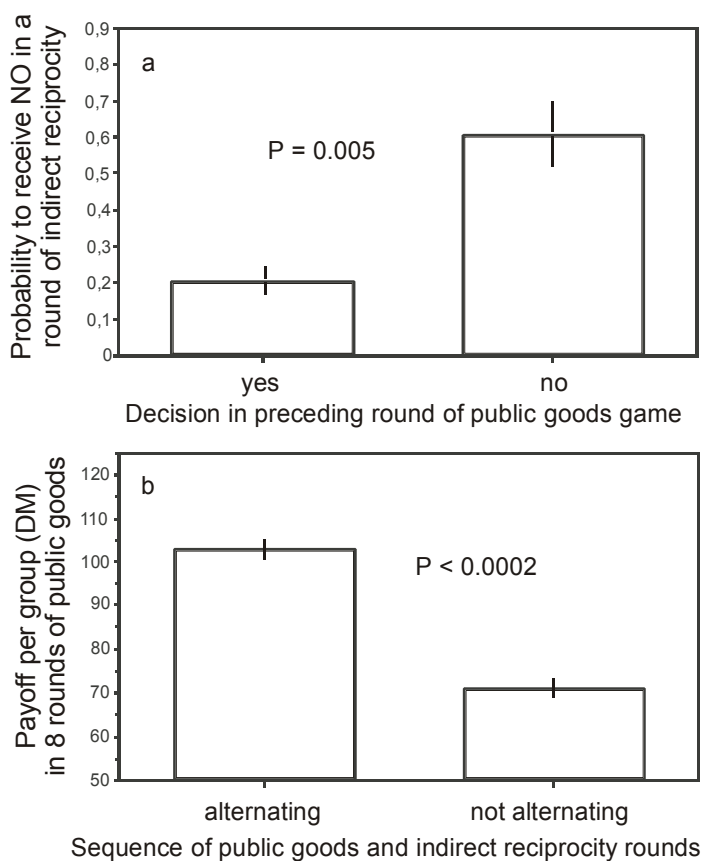 Probability to receive NO in a
round of indirect reciprocity
0,9
0,8
0,7
0,6
0,5
0,4
0,3
0,2
0,1
0
a
P = 0.005
yes
no
Decision in preceding round of public goods game
Payoff per group (DM)
in 8 rounds of public goods
120
110
100
90
80
70
60
50
b
P < 0.0002
alternating
not alternating
Sequence of public goods and indirect reciprocity rounds